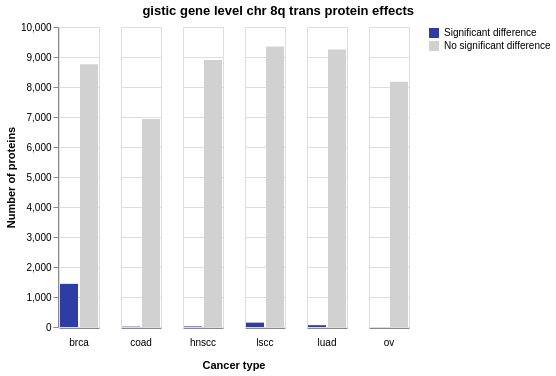 gistic gene level chr 8q trans protein effects
10,000
9,000
8,000
7,000
6,000
5,000
4,000
3,000
2,000
1,000
0
Number of proteins
brca
coad
hnscc
lscc
luad
ov
Cancer type
Significant difference
No significant difference